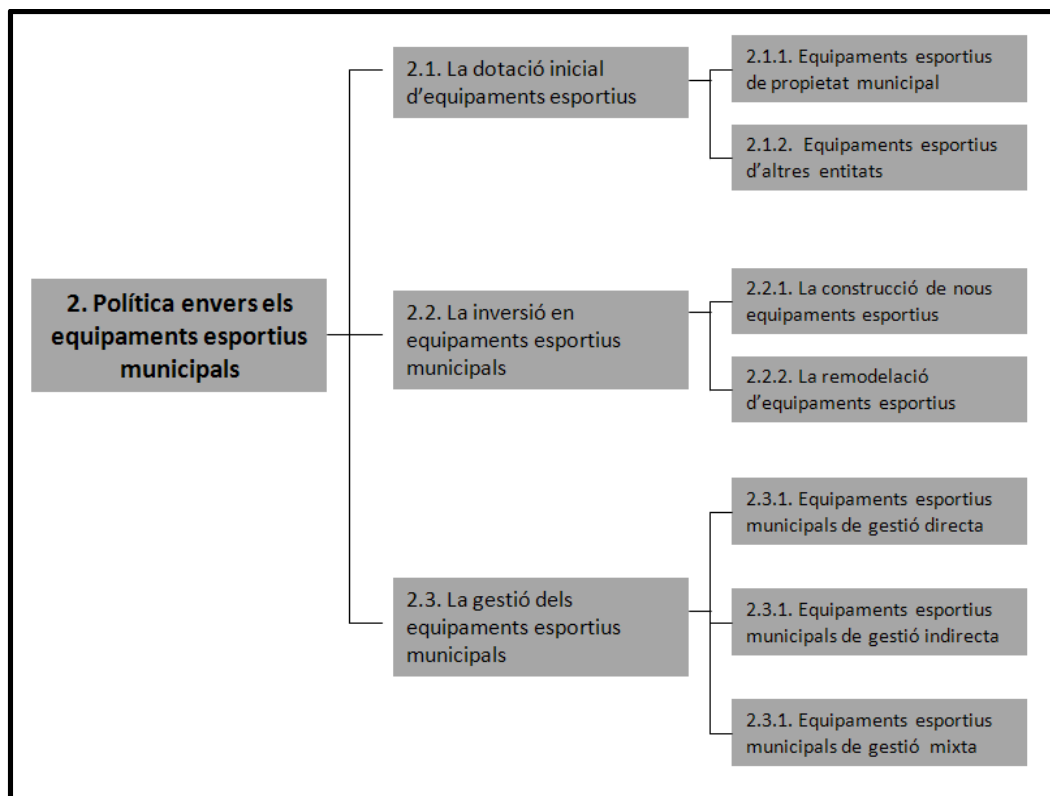 2. Política envers els
equipaments esportius
municipals
2.1. La dotació inicial
d'equipaments esportius
2.1.1. Equipaments esportius
de propietat municipal
2.1.2. Equipaments esportius
d'altres entitats
2.2. La inversió en
equipaments esportius
municipals
2.2.1. La construcció de nous
equipaments esportius
2.2.2. La remodelació
d'equipaments esportius
2.3. La gestió dels
equipaments esportius
municipals
2.3.1. Equipaments esportius
municipals de gestió directa
2.3.1. Equipaments esportius
municipals de gestió indirecta
2.3.1. Equipaments esportius
municipals de gestió mixta